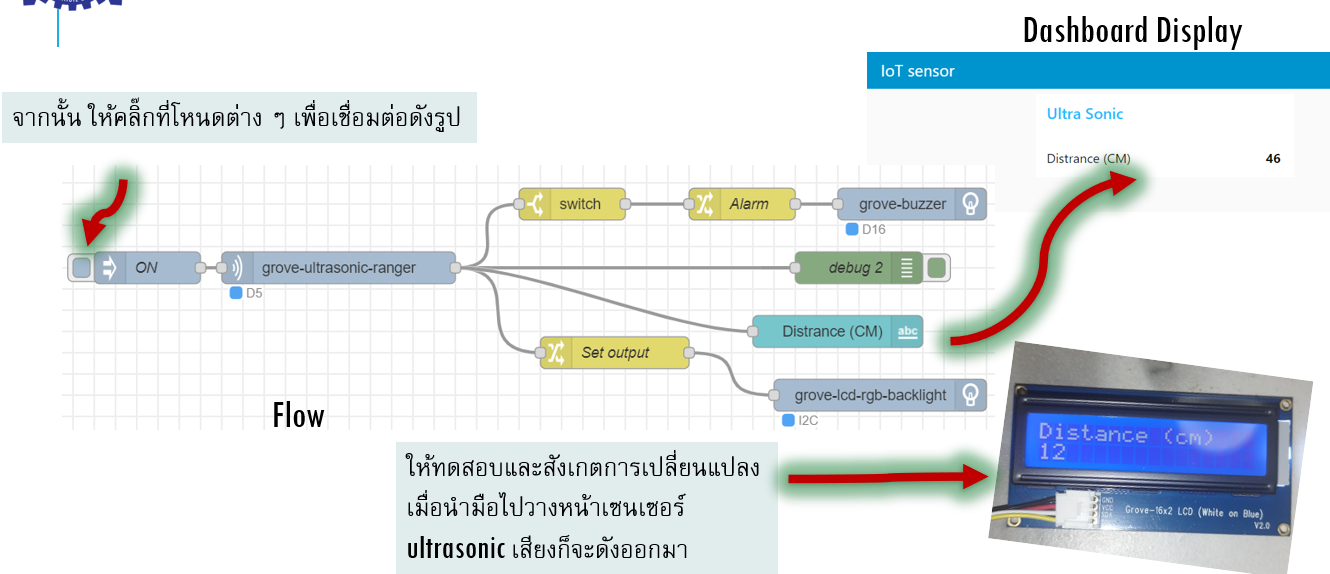 Dashboard Display
IoT sensor
Ultra Sonic
Distrance (CM) 46
จากนั้น ให้คลิ๊กที่โหนดต่าง ๆ เพื่อเชื่อมต่อดังรูป
switch
Alarm
grove-buzzer
D16
ON
grove-ultrasonic-ranger
D5
debug 2
Distrance (CM)
abc
Set output
grove-lcd-rgb-backlight
I2C
Flow
ให้ทดสอบและสังเกตการเปลี่ยนแปลง
เมื่อนำมือไปวางหน้าเซนเซอร์
ultrasonic เสียงก็จะดังออกมา
Distance (cm)
12
GND
VCC
SDA
Grove-16x2 LCD (White on Blue)
V2.0